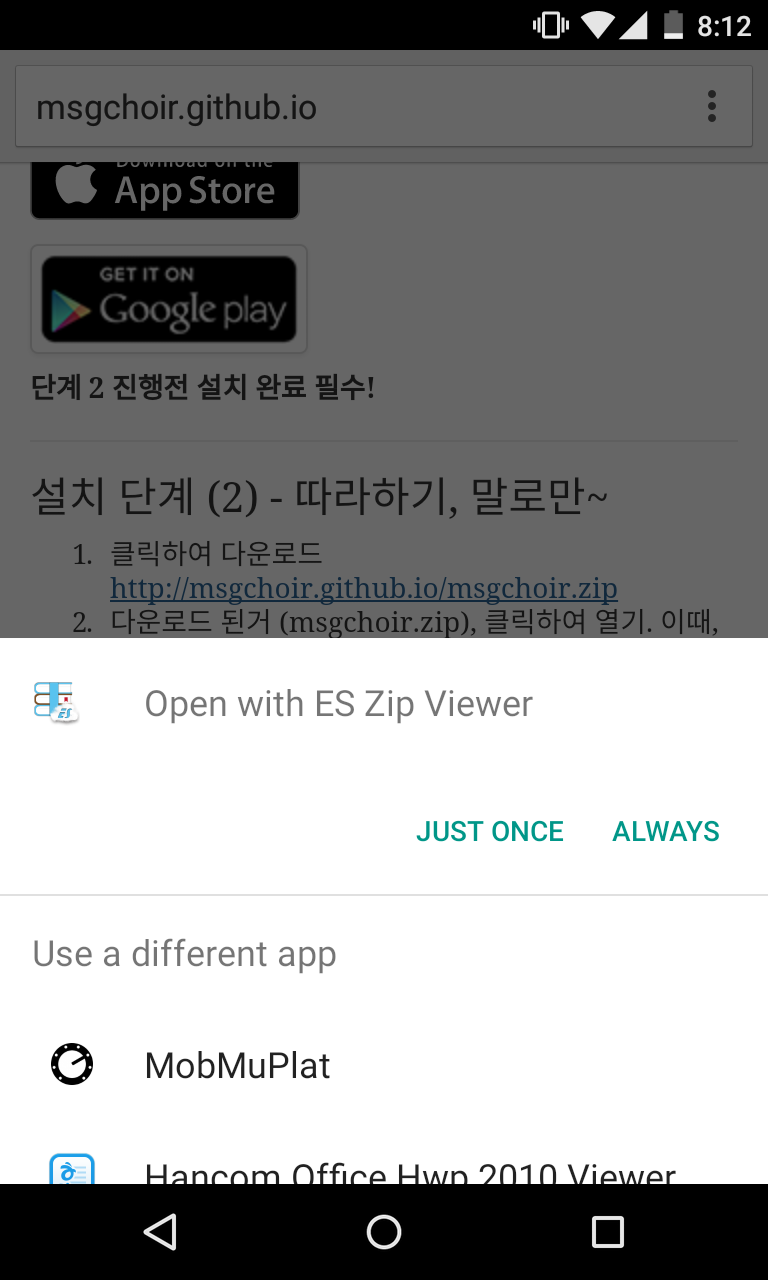 8:12
msgchoir.github.io
Download on the
App Store
GET IT ON
Google play
단계 2 진행전 설치 완료 필수!
설치 단계 (2) - 따라하기, 말로만~
1. 클릭하여 다운로드
http://msgchoir.github.io/msgchoir.zip
2. 다운로드 된거 (msgchoir.zip), 클릭하여 열기. 이때,
ES
Open with ES Zip Viewer
JUST ONCE ALWAYS
Use a different app
MobMuPlat
Hancom Office Hwp 2010 Viewer